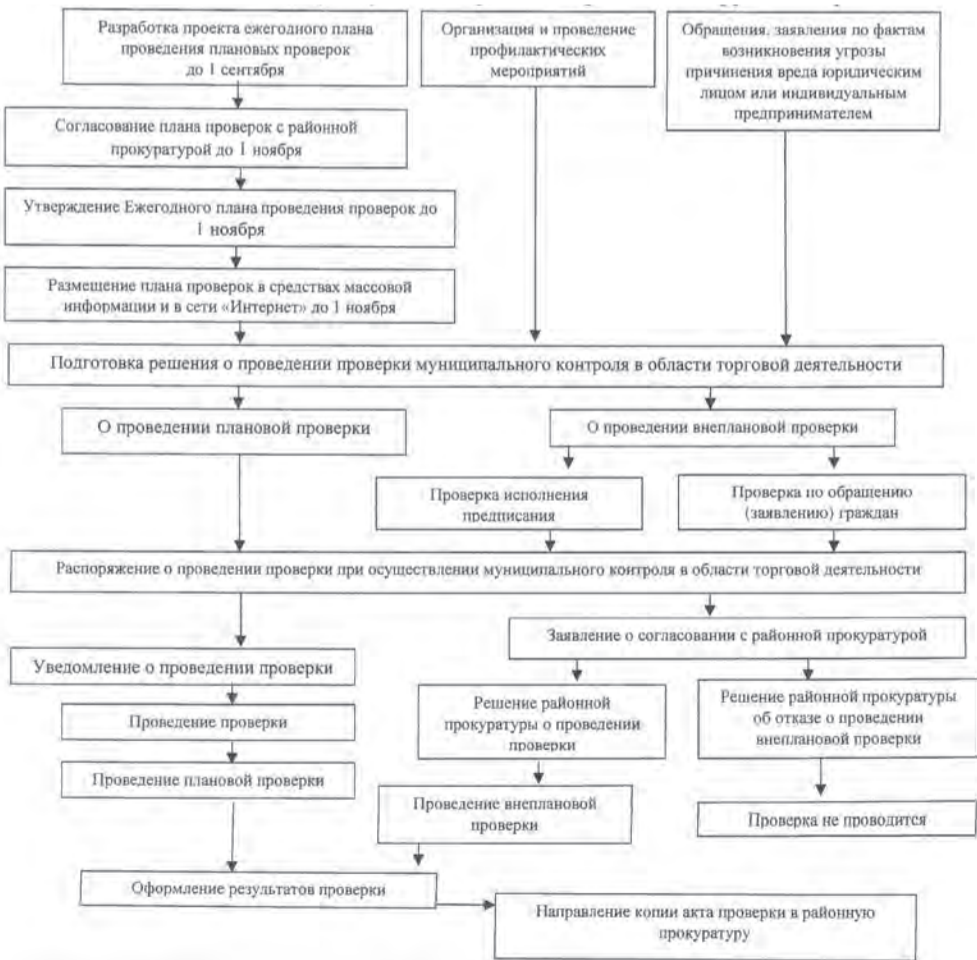 Разработка проекта ежегодного плана
проведения плановых проверок
до 1 сентября
Организация и проведение
профилактических
мероприятий
Обращения, заявления по фактам
возникновения угрозы
причинения вреда юридическим
лицом или индивидуальным
предпринимателем
Согласование плана проверок с районной
прокуратурой до 1 ноября
Утверждение Ежегодного плана проведения проверок до
1 ноября
Размещение плана проверок в средствах массовой
информации и в сети «Интернет» до 1 ноября
Подготовка решения о проведении проверки муниципального контроля в области торговой деятельности
О проведении плановой проверки
О проведении внеплановой проверки
Проверка исполнения
предписания
Проверка по обращению
(заявлению) граждан
Распоряжение о проведении проверки при осуществлении муниципального контроля в области торговой деятельности
Заявление о согласовании с районной прокуратурой
Уведомление о проведении проверки
Решение районной
прокуратуры о проведении
проверки
Решение районной прокуратуры
об отказе о проведении
внеплановой проверки
Проведение проверки
Проведение плановой проверки
Проведение внеплановой
проверки
Проверка не проводится
Оформление результатов проверки
Направление копии акта проверки в районную
прокуратуру